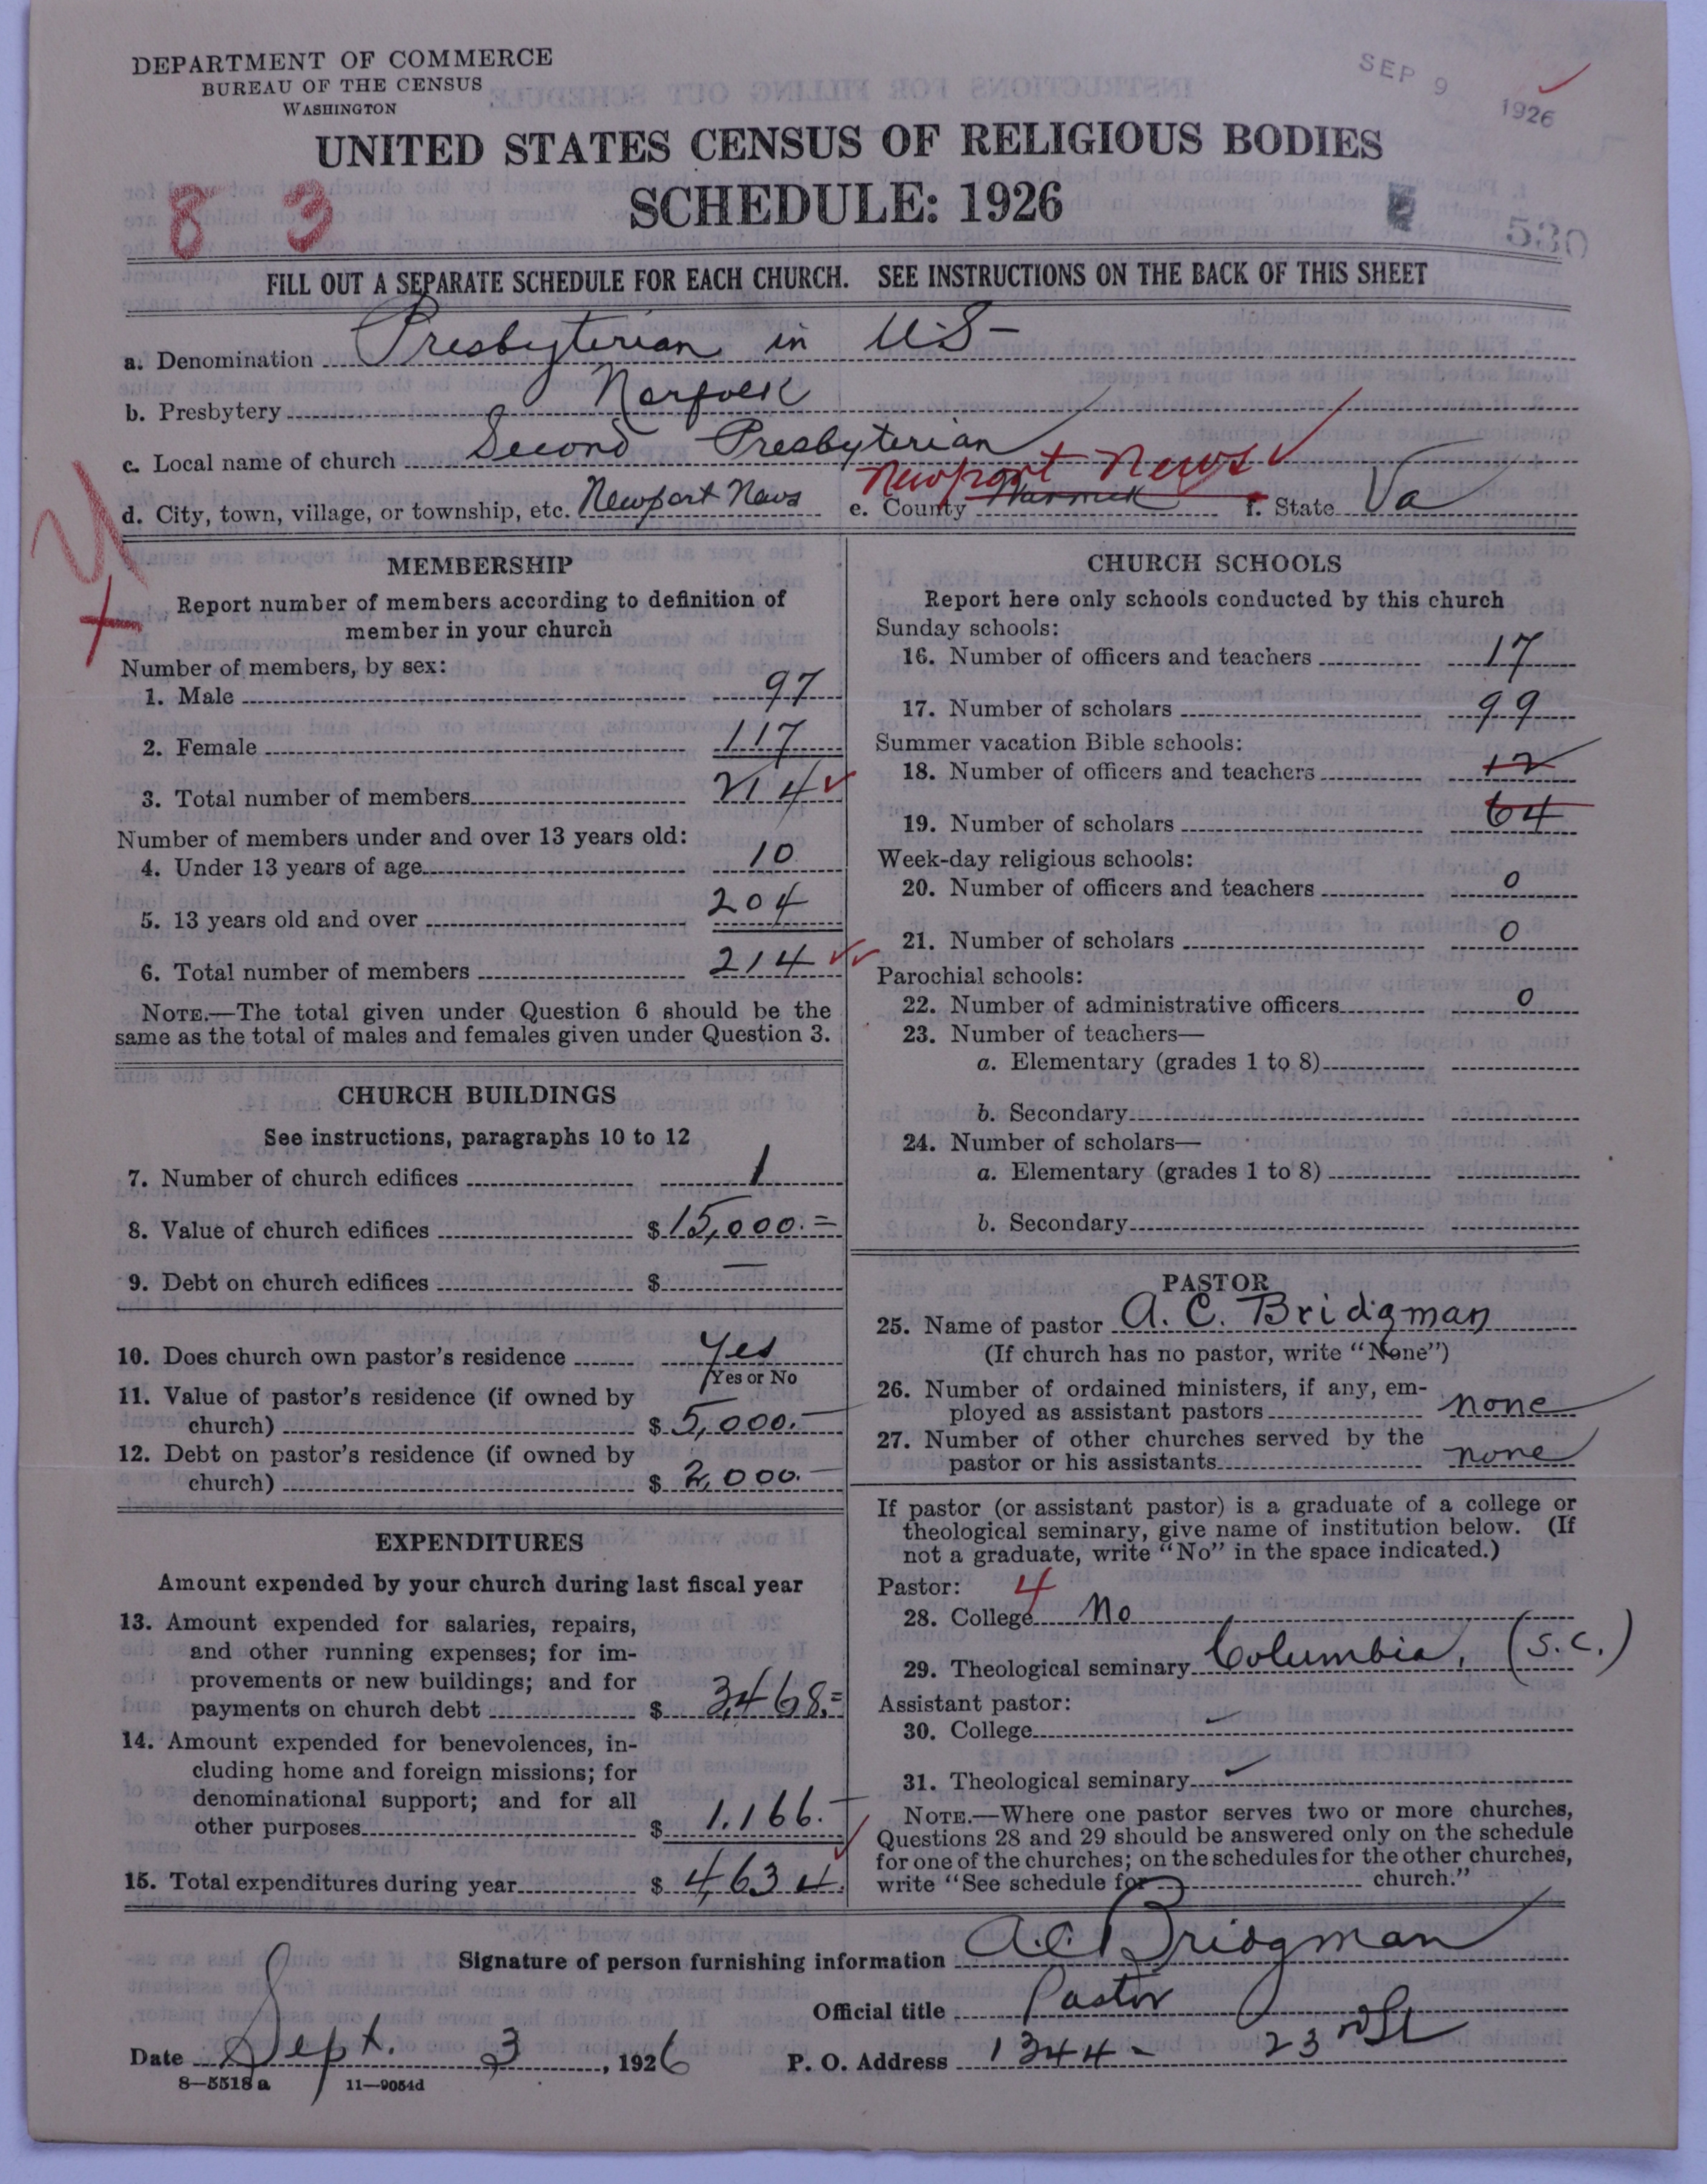 DEPARTMENT OF COMMERCE
BUREAU OF THE CENSUS
WASHINGTON
SEP 9 1926
UNITED STATES CENSUS OF RELIGIOUS BODIES
SCHEDULE: 1926
8 3
530
FILL OUT A SEPARATE SCHEDULE FOR EACH CHURCH. SEE INSTRUCTIONS ON THE BACK OF THIS SHEET
a. Denomination Presbyterian in U.S.
b. Presbytery Norfolk
c. Local name of church Second Presbyterian
Newport News
d. City, town, village, or township, etc. Newport News e. County Warwick f. State Va
MEMBERSHIP
Report number of members according to definition of
member in your church
Number of members, by sex:
1. Male 97
2. Female 117
3. Total number of members 214
Number of members under and over 13 years old:
4. Under 13 years of age 10
5. 13 years old and over 204
6. Total number of members 214
NOTE.—The total given under Question 6 should be the
same as the total of males and females given under Question 3.
CHURCH BUILDINGS
See instructions, paragraphs 10 to 12
7. Number of church edifices 1
8. Value of church edifices $ 15,000.=
9. Debt on church edifices $ —
10. Does church own pastor's residence Yes
Yes or No
11. Value of pastor's residence (if owned by
church) $ 5,000.—
12. Debt on pastor's residence (if owned by
church) $ 2,000.—
EXPENDITURES
Amount expended by your church during last fiscal year
13. Amount expended for salaries, repairs,
and other running expenses; for im-
provements or new buildings; and for
payments on church debt $ 3,468.=
14. Amount expended for benevolences, in-
cluding home and foreign missions; for
denominational support; and for all
other purposes $ 1,166.—
15. Total expenditures during year $ 4,634.
CHURCH SCHOOLS
Report here only schools conducted by this church
Sunday schools:
16. Number of officers and teachers 17
17. Number of scholars 99
Summer vacation Bible schools:
18. Number of officers and teachers 12
19. Number of scholars 64
Week-day religious schools:
20. Number of officers and teachers 0
21. Number of scholars 0
Parochial schools:
22. Number of administrative officers 0
23. Number of teachers—
a. Elementary (grades 1 to 8)
b. Secondary
24. Number of scholars—
a. Elementary (grades 1 to 8)
b. Secondary
PASTOR
25. Name of pastor A. C. Bridgman
(If church has no pastor, write "None")
26. Number of ordained ministers, if any, em-
ployed as assistant pastors none
27. Number of other churches served by the
pastor or his assistants none
If pastor (or assistant pastor) is a graduate of a college or
theological seminary, give name of institution below. (If
not a graduate, write "No" in the space indicated.)
Pastor: 4
28. College No
29. Theological seminary Columbia, (S.C.)
Assistant pastor:
30. College
31. Theological seminary
NOTE.—Where one pastor serves two or more churches,
Questions 28 and 29 should be answered only on the schedule
for one of the churches; on the schedules for the other churches,
write "See schedule for church."
Signature of person furnishing information A.C. Bridgman
Official title Pastor
Date Sept. 3, 1926 P. O. Address 1344 - 23rd St
8—5518a 11—9054d